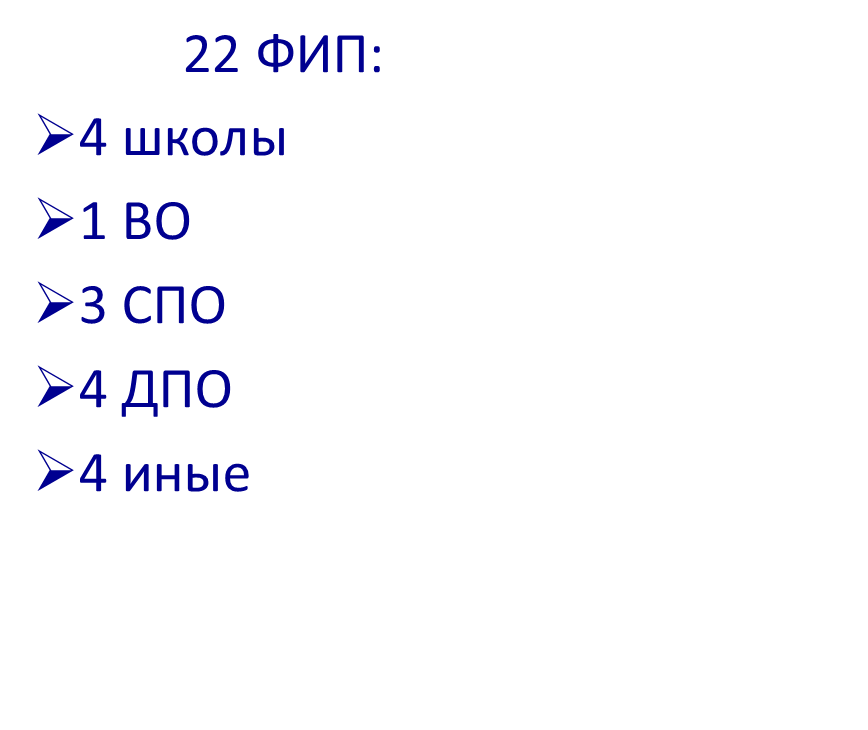 22 ФИП:
➢4 школы
➢1 ВО
➢3 СПО
➢4 ДПО
➢4 иные